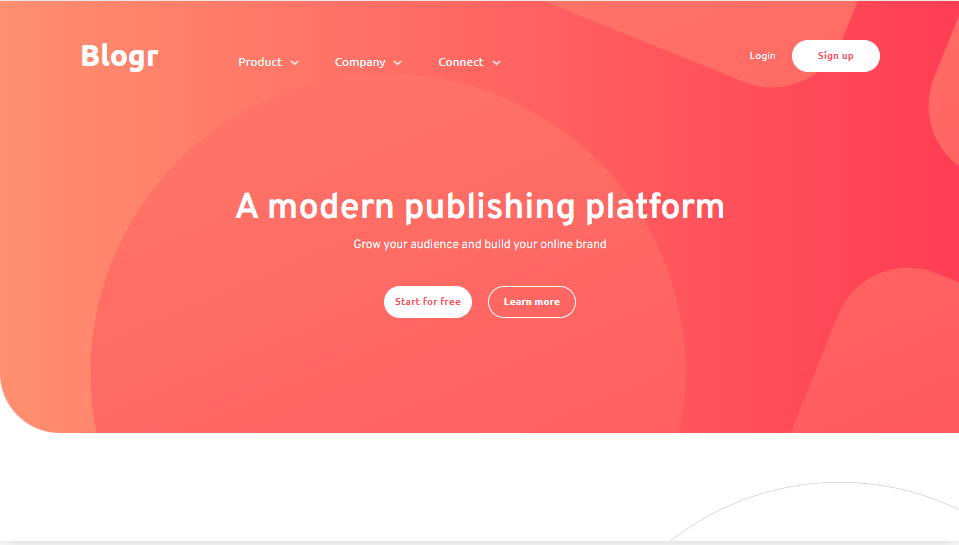 Blogr
Product
Company
Connect
Login
Sign up
A modern publishing platform
Grow your audience and build your online brand
Start for free
Learn more